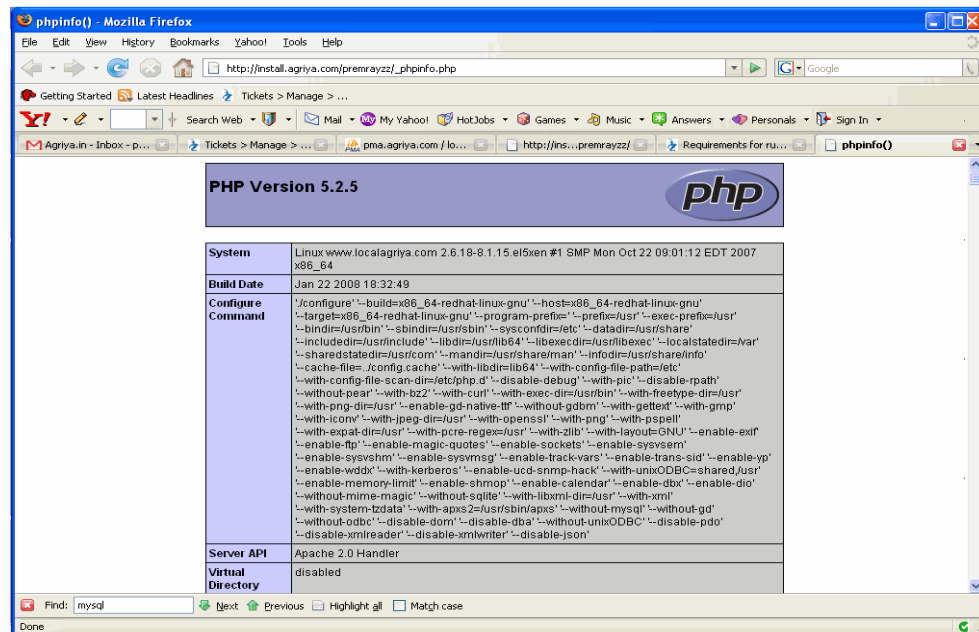 phpinfo() - Mozilla Firefox
File Edit View History Bookmarks Yahoo! Tools Help
http://install.agriya.com/premrayzz/_phpinfo.php
G Google
Getting Started Latest Headlines Tickets > Manage > ...
Y! Search Web Mail My Yahoo! HotJobs Games Music Answers Personals Sign In
Agriya.in - Inbox - p... Tickets > Manage > ... pma.agriya.com / lo... http://ins...premrayzz/ Requirements for ru... phpinfo()
PHP Version 5.2.5
php
System Linux www.localagriya.com 2.6.18-8.1.15.el5xen #1 SMP Mon Oct 22 09:01:12 EDT 2007
x86_64
Build Date Jan 22 2008 18:32:49
Configure Command './configure' '--build=x86_64-redhat-linux-gnu' '--host=x86_64-redhat-linux-gnu'
'--target=x86_64-redhat-linux-gnu' '--program-prefix=' '--prefix=/usr' '--exec-prefix=/usr'
'--bindir=/usr/bin' '--sbindir=/usr/sbin' '--sysconfdir=/etc' '--datadir=/usr/share'
'--includedir=/usr/include' '--libdir=/usr/lib64' '--libexecdir=/usr/libexec' '--localstatedir=/var'
'--sharedstatedir=/usr/com' '--mandir=/usr/share/man' '--infodir=/usr/share/info'
'--cache-file=../config.cache' '--with-libdir=lib64' '--with-config-file-path=/etc'
'--with-config-file-scan-dir=/etc/php.d' '--disable-debug' '--with-pic' '--disable-rpath'
'--without-pear' '--with-bz2' '--with-curl' '--with-exec-dir=/usr/bin' '--with-freetype-dir=/usr'
'--with-png-dir=/usr' '--enable-gd-native-ttf' '--without-gdbm' '--with-gettext' '--with-gmp'
'--with-iconv' '--with-jpeg-dir=/usr' '--with-openssl' '--with-png' '--with-pspell'
'--with-expat-dir=/usr' '--with-pcre-regex=/usr' '--with-zlib' '--with-layout=GNU' '--enable-exif'
'--enable-ftp' '--enable-magic-quotes' '--enable-sockets' '--enable-sysvsem'
'--enable-sysvshm' '--enable-sysvmsg' '--enable-track-vars' '--enable-trans-sid' '--enable-yp'
'--enable-wddx' '--with-kerberos' '--enable-ucd-snmp-hack' '--with-unixODBC=shared,/usr'
'--enable-memory-limit' '--enable-shmop' '--enable-calendar' '--enable-dbx' '--enable-dio'
'--without-mime-magic' '--without-sqlite' '--with-libxml-dir=/usr' '--with-xml'
'--with-system-tzdata' '--with-apxs2=/usr/sbin/apxs' '--without-mysql' '--without-gd'
'--without-odbc' '--disable-dom' '--disable-dba' '--without-unixODBC' '--disable-pdo'
'--disable-xmlreader' '--disable-xmlwriter' '--disable-json'
Server API Apache 2.0 Handler
Virtual Directory disabled
Find: mysql Next Previous Highlight all Match case
Done